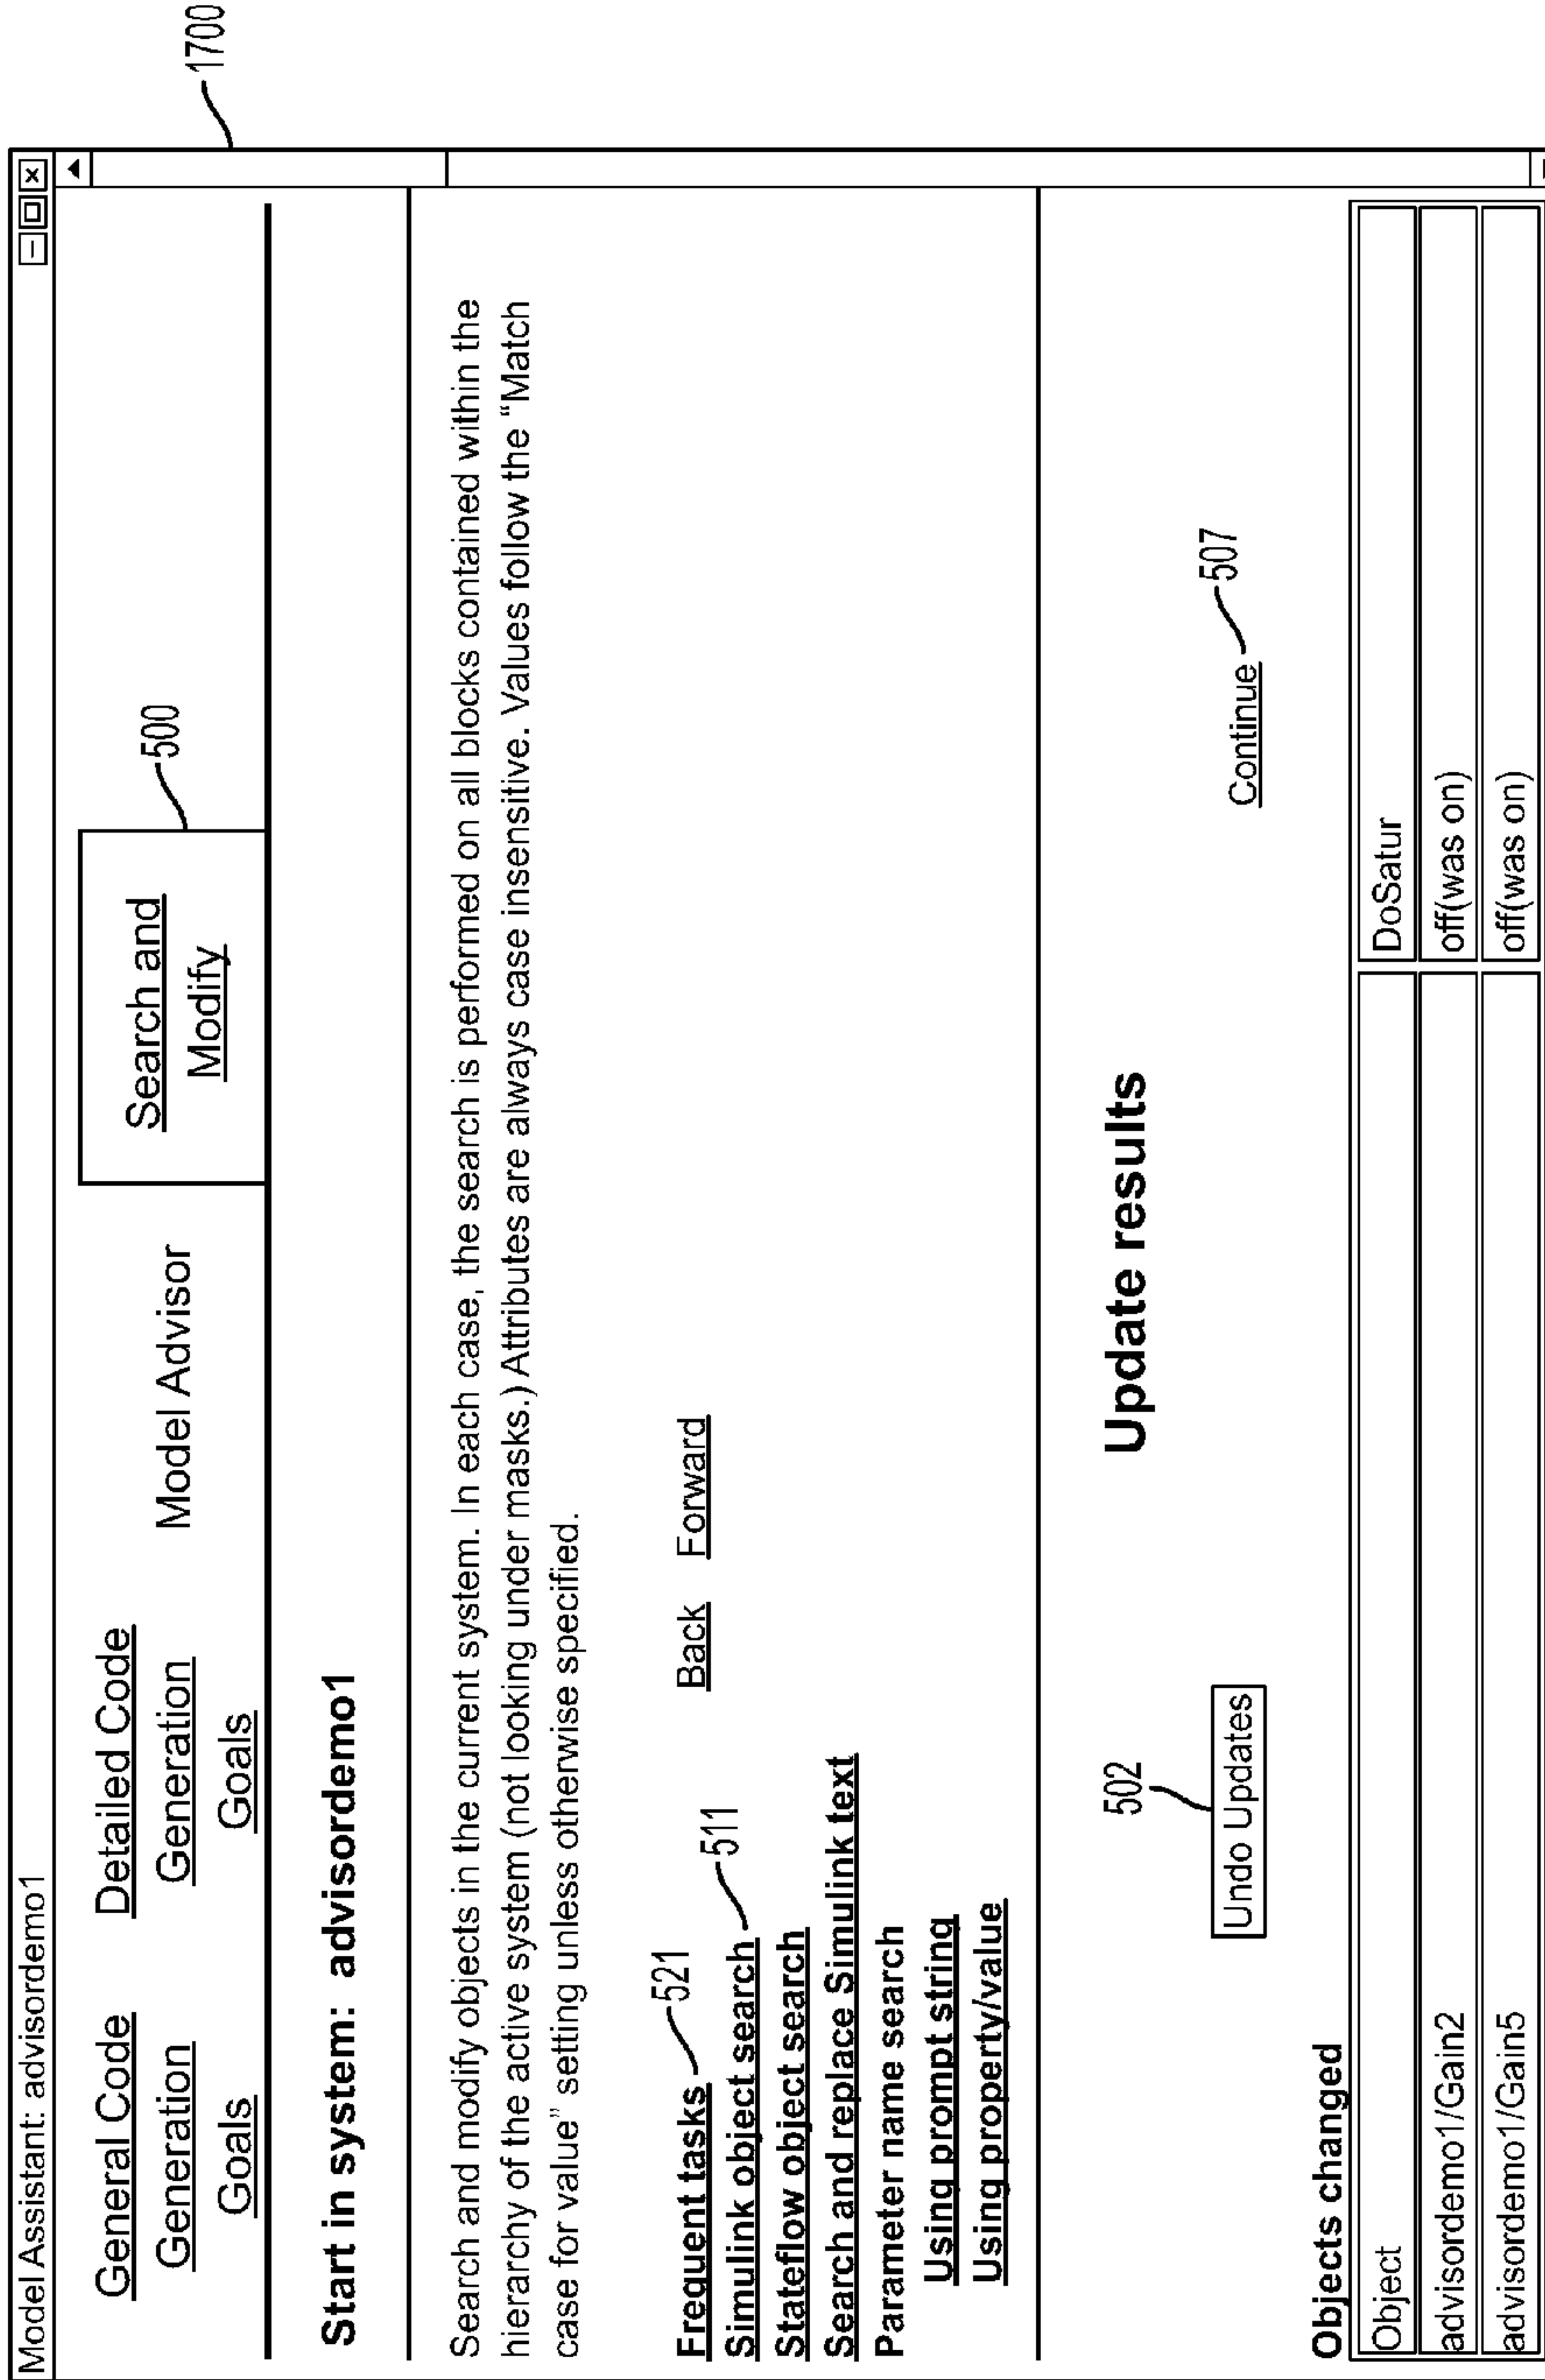 Model Assistant: advisordemo1
1700
General Code
Generation
Goals
Detailed Code
Generation
Goals
Model Advisor
Search and
Modify
500
Start in system: advisordemo1
Search and modify objects in the current system. In each case, the search is performed on all blocks contained within the
hierarchy of the active system (not looking under masks.) Attributes are always case insensitive. Values follow the “Match
case for value” setting unless otherwise specified.
Frequent tasks 521
Back Forward
Simulink object search 511
Stateflow object search
Search and replace Simulink text
Parameter name search
Using prompt string
Using property/value
Update results
502
Undo Updates
Continue 507
Objects changed
Object DoSatur
advisordemo1/Gain2 off(was on)
advisordemo1/Gain5 off(was on)